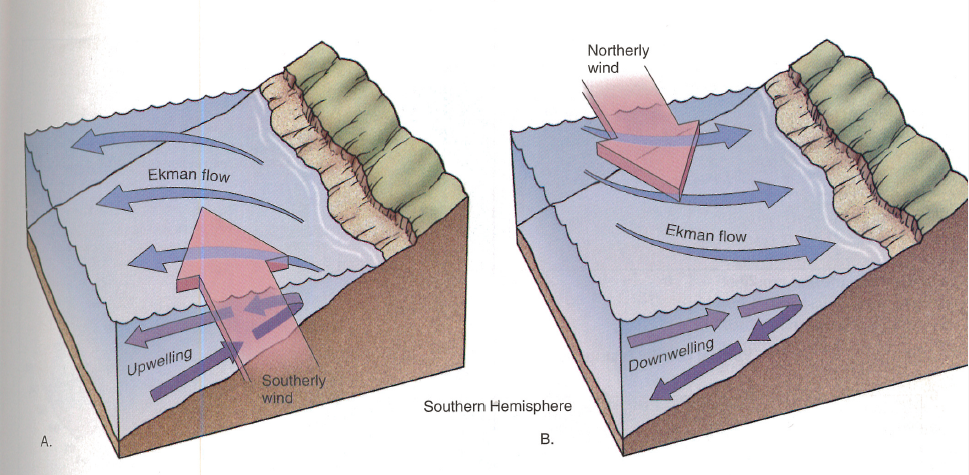 Ekman flow
Upwelling
Southerly
wind
A.
Northerly
wind
Ekman flow
Downwelling
B.
Southern Hemisphere